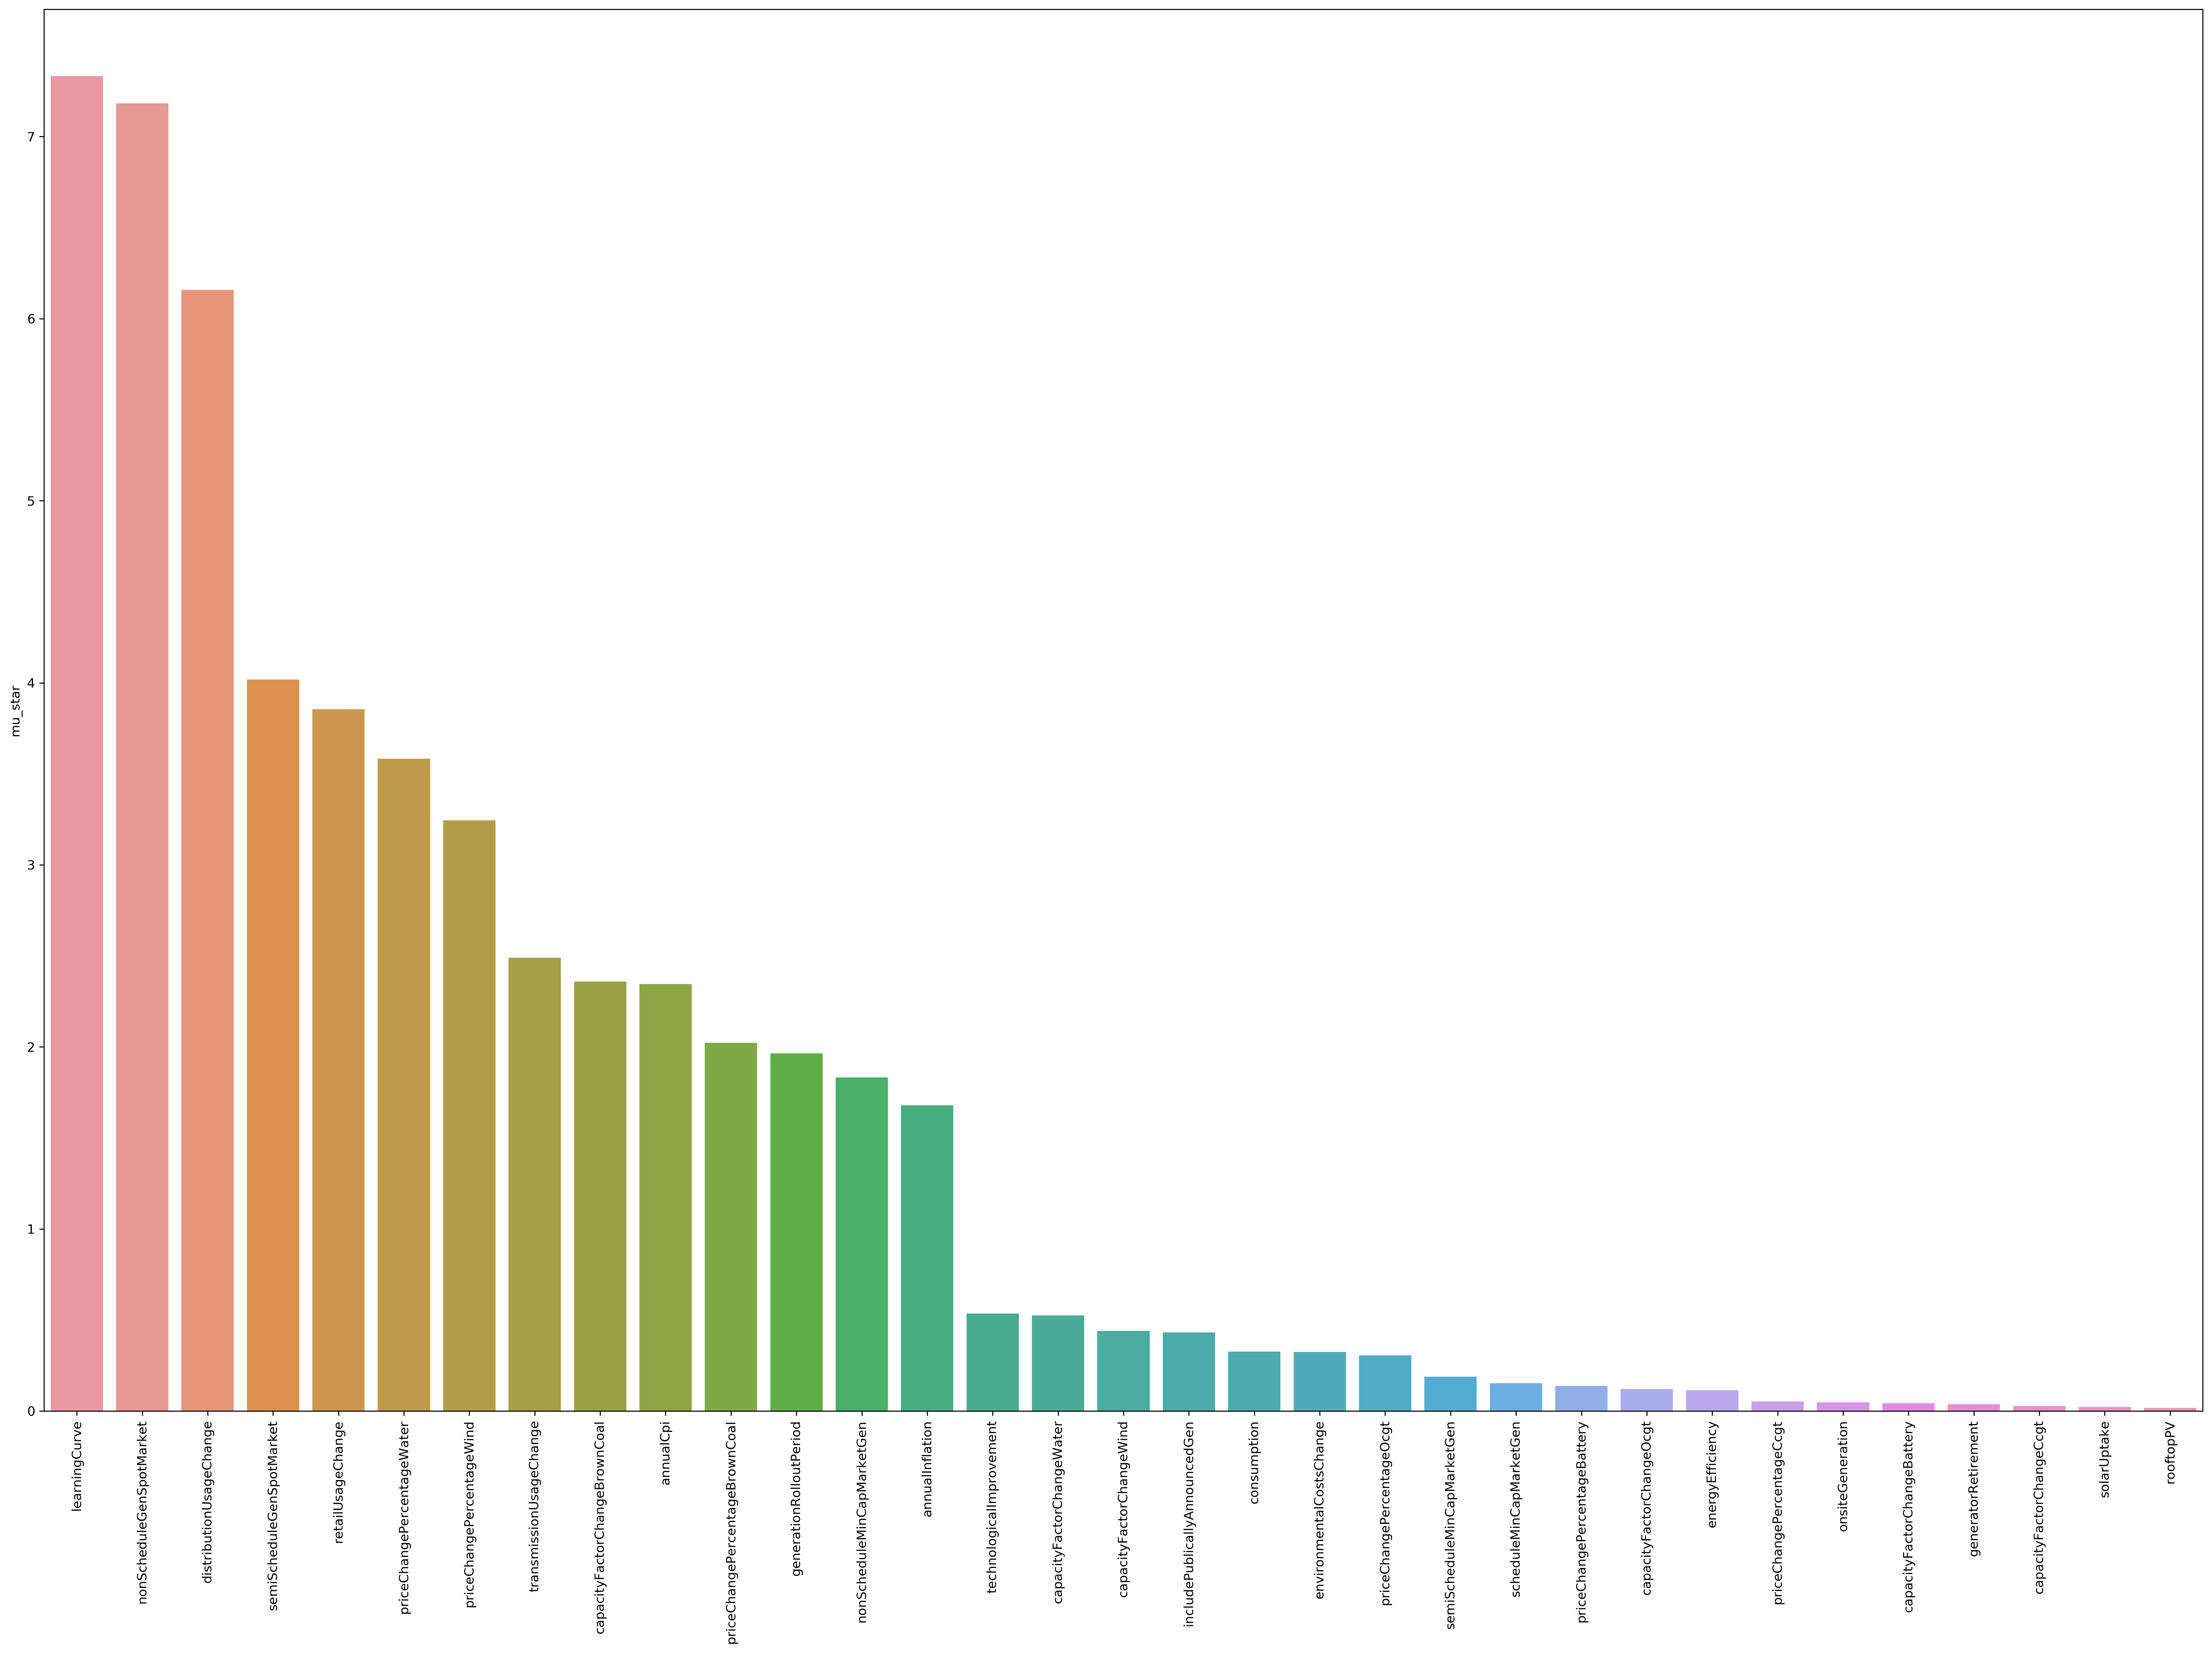 mu_star
7
6
5
4
3
2
1
0
learningCurve
nonScheduleGenSpotMarket
distributionUsageChange
semiScheduleGenSpotMarket
retailUsageChange
priceChangePercentageWater
priceChangePercentageWind
transmissionUsageChange
capacityFactorChangeBrownCoal
annualCpi
priceChangePercentageBrownCoal
generationRolloutPeriod
nonScheduleMinCapMarketGen
annualInflation
technologicalImprovement
capacityFactorChangeWater
capacityFactorChangeWind
includePublicallyAnnouncedGen
consumption
environmentalCostsChange
priceChangePercentageOcgt
semiScheduleMinCapMarketGen
scheduleMinCapMarketGen
priceChangePercentageBattery
capacityFactorChangeOcgt
energyEfficiency
priceChangePercentageCcgt
onsiteGeneration
capacityFactorChangeBattery
generatorRetirement
capacityFactorChangeCcgt
solarUptake
rooftopPV